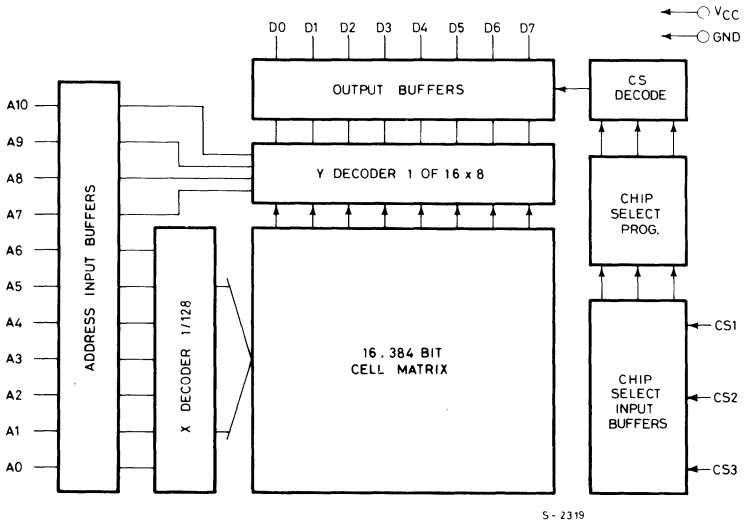 VCC
GND
D0 D1 D2 D3 D4 D5 D6 D7
OUTPUT BUFFERS
CS
DECODE
A10
A9
A8
A7
A6
A5
A4
A3
A2
A1
A0
ADDRESS INPUT BUFFERS
Y DECODER 1 OF 16 x 8
CHIP
SELECT
PROG.
X DECODER 1/128
16.384 BIT
CELL MATRIX
CHIP
SELECT
INPUT
BUFFERS
CS1
CS2
CS3
S - 2319